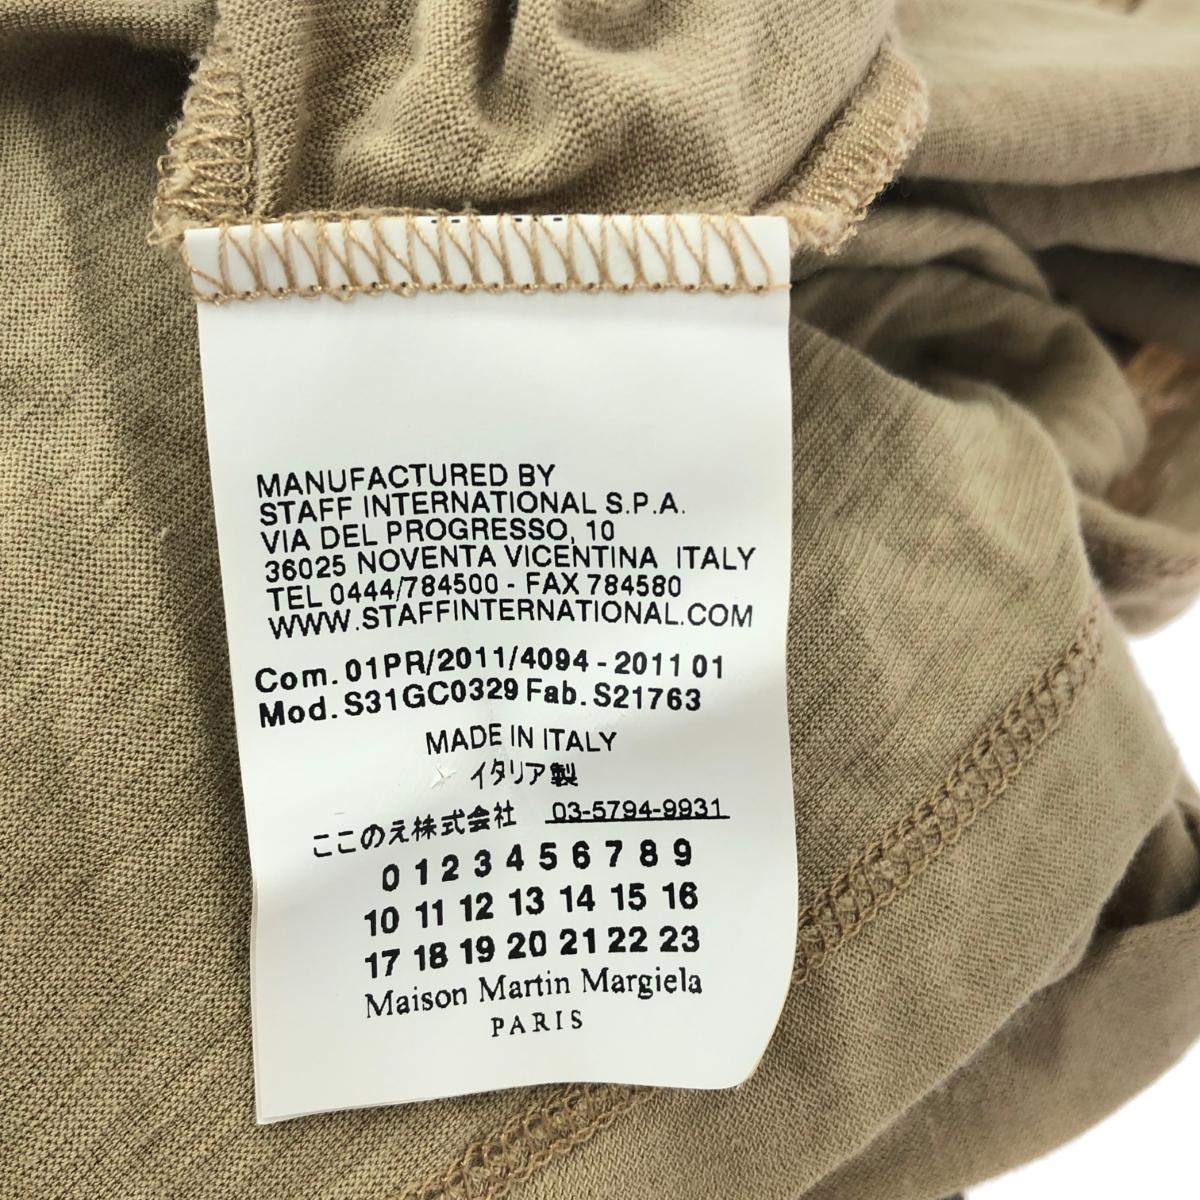 MANUFACTURED BY
STAFF INTERNATIONAL S.P.A.
VIA DEL PROGRESSO, 10
36025 NOVENTA VICENTINA ITALY
TEL 0444/784500 - FAX 784580
WWW.STAFFINTERNATIONAL.COM
Com. 01PR/2011/4094 - 2011 01
Mod. S31GC0329 Fab. S21763
MADE IN ITALY
イタリア製
ここのえ株式会社 03-5794-9931
0 1 2 3 4 5 6 7 8 9
10 11 12 13 14 15 16
17 18 19 20 21 22 23
Maison Martin Margiela
PARIS